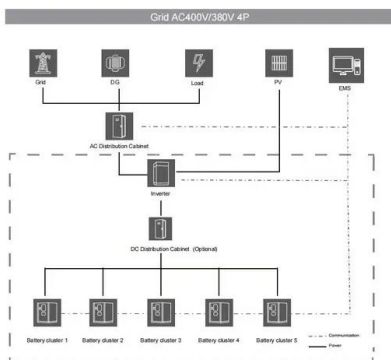 Grid AC400V/380V 4P
Grid
DG
Load
PV
EMS
AC Distribution Cabinet
Inverter
DC Distribution Cabinet (Optional)
Battery cluster 1
Battery cluster 2
Battery cluster 3
Battery cluster 4
Battery cluster 5
Communication
Power